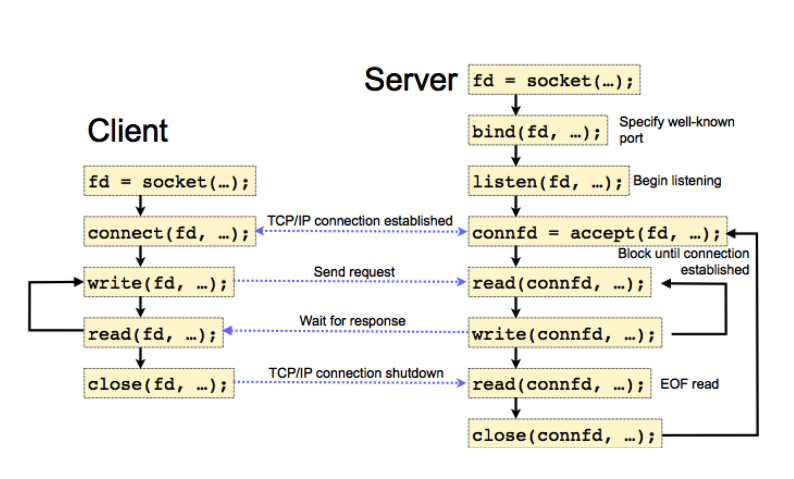 Server
fd = socket(…);
bind(fd, …);
Specify well-known
port
listen(fd, …);
Begin listening
connfd = accept(fd, …);
Block until connection
established
read(connfd, …);
write(connfd, …);
read(connfd, …);
EOF read
close(connfd, …);
Client
fd = socket(…);
connect(fd, …);
write(fd, …);
read(fd, …);
close(fd, …);
TCP/IP connection established
Send request
Wait for response
TCP/IP connection shutdown